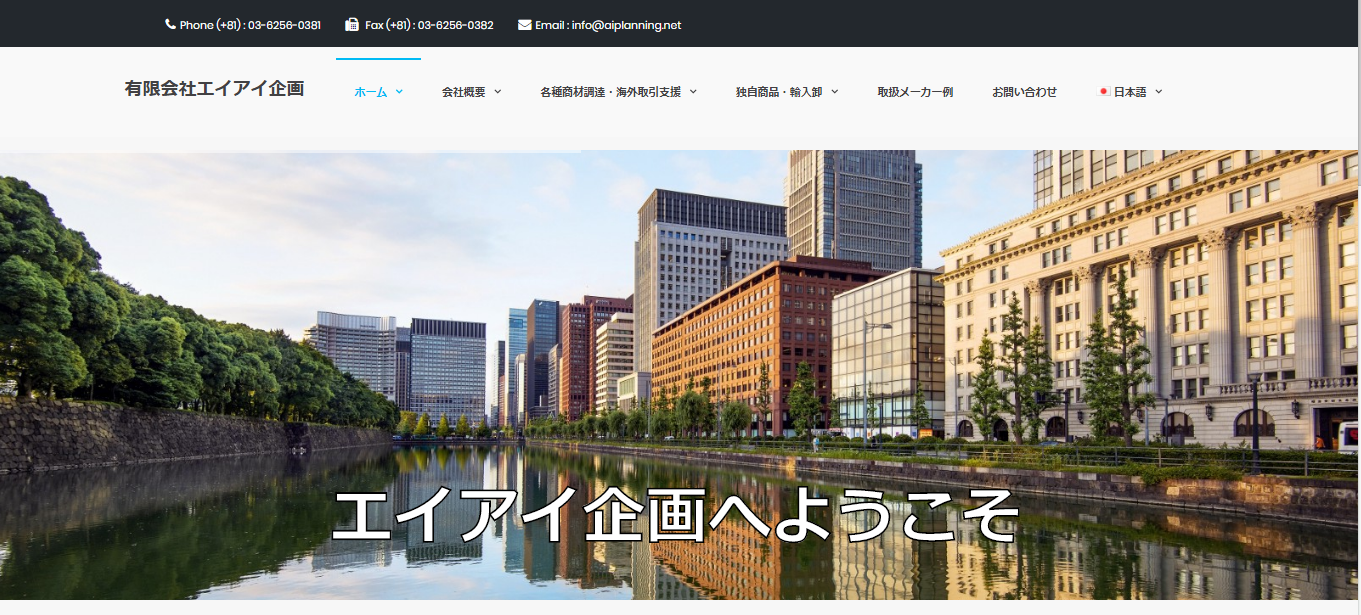 Phone (+81) : 03-6256-0381 Fax (+81) : 03-6256-0382 Email : info@aiplanning.net
有限会社エイアイ企画 ホーム 会社概要 各種商材調達・海外取引支援 独自商品・輸入卸 取扱メーカー例 お問い合わせ 日本語
エイアイ企画へようこそ